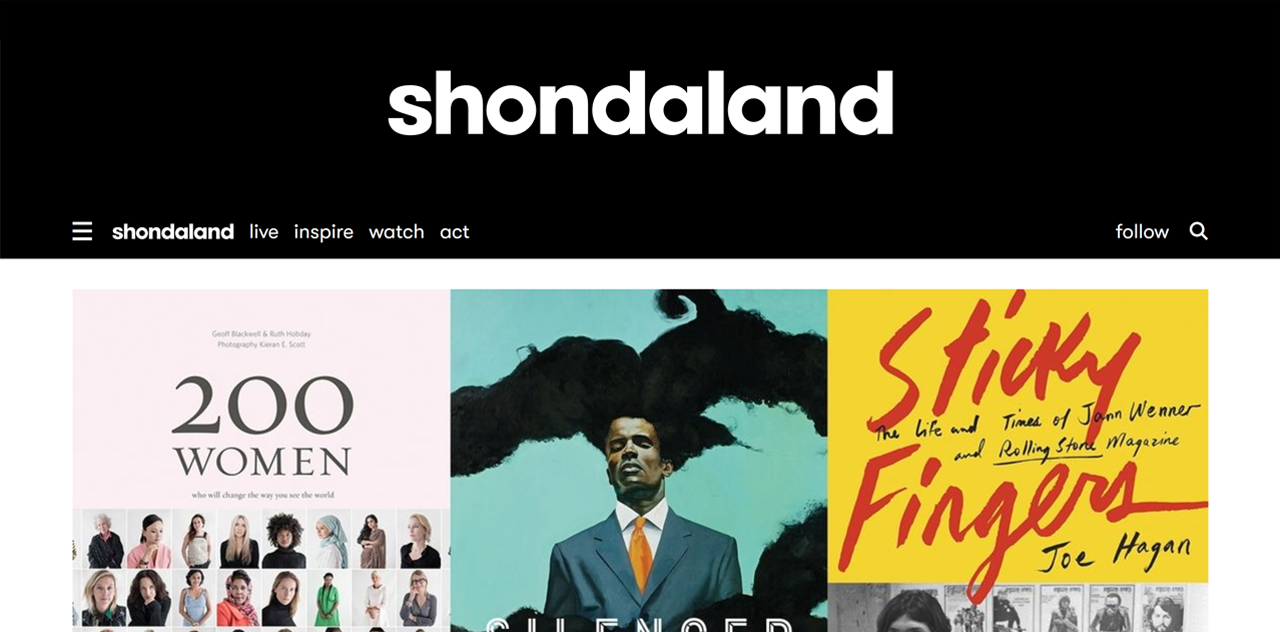 shondaland
shondaland live inspire watch act
follow
Geoff Blackwell & Ruth Hobday
Photography Kieran E. Scott
200
WOMEN
who will change the way you see the world
SILENCED
Sticky
The Life and Times of Jann Wenner
and Rolling Stone Magazine
Fingers
Joe Hagan